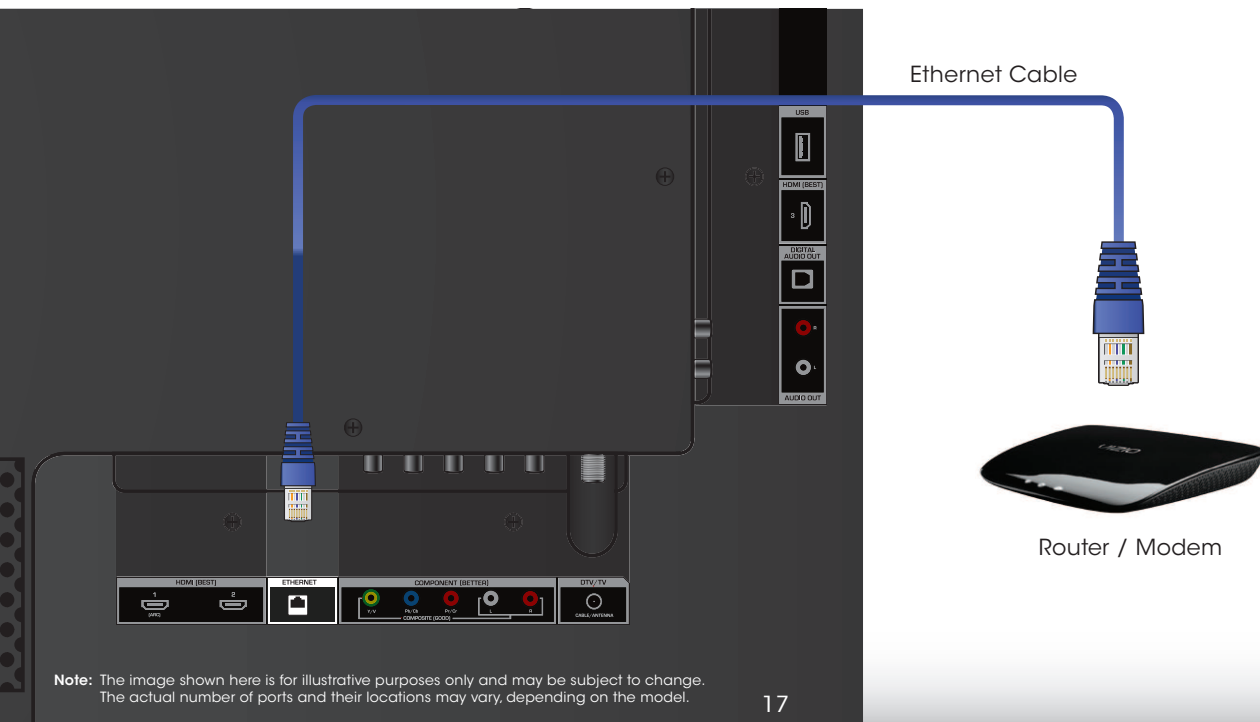 Ethernet Cable
USB
HDMI (BEST)
3
DIGITAL
AUDIO OUT
R
L
AUDIO OUT
VIZIO
Router / Modem
HDMI (BEST)
1
2
(ARC)
ETHERNET
COMPONENT (BETTER)
Y/V
Pb/Cb
Pr/Cr
L
R
COMPOSITE (GOOD)
DTV/TV
CABLE/ANTENNA
Note: The image shown here is for illustrative purposes only and may be subject to change.
The actual number of ports and their locations may vary, depending on the model.
17